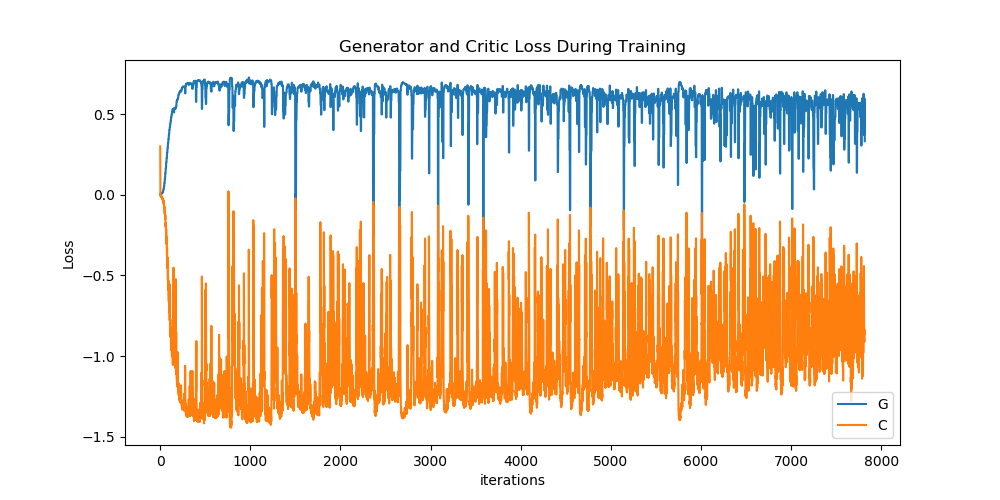 Generator and Critic Loss During Training
Loss
0.5
0.0
−0.5
−1.0
−1.5
0 1000 2000 3000 4000 5000 6000 7000 8000
iterations
G
C